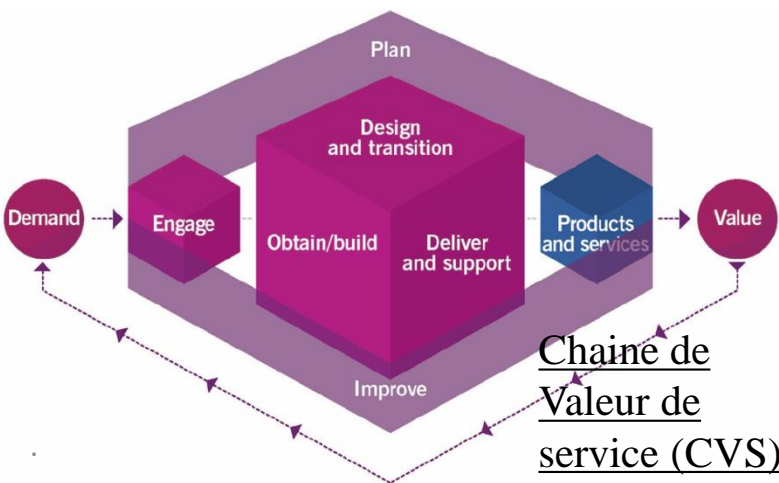 Plan
Design
and transition
Demand
Engage
Obtain/build
Deliver
and support
Products
and services
Value
Improve
Chaine de
Valeur de
service (CVS)